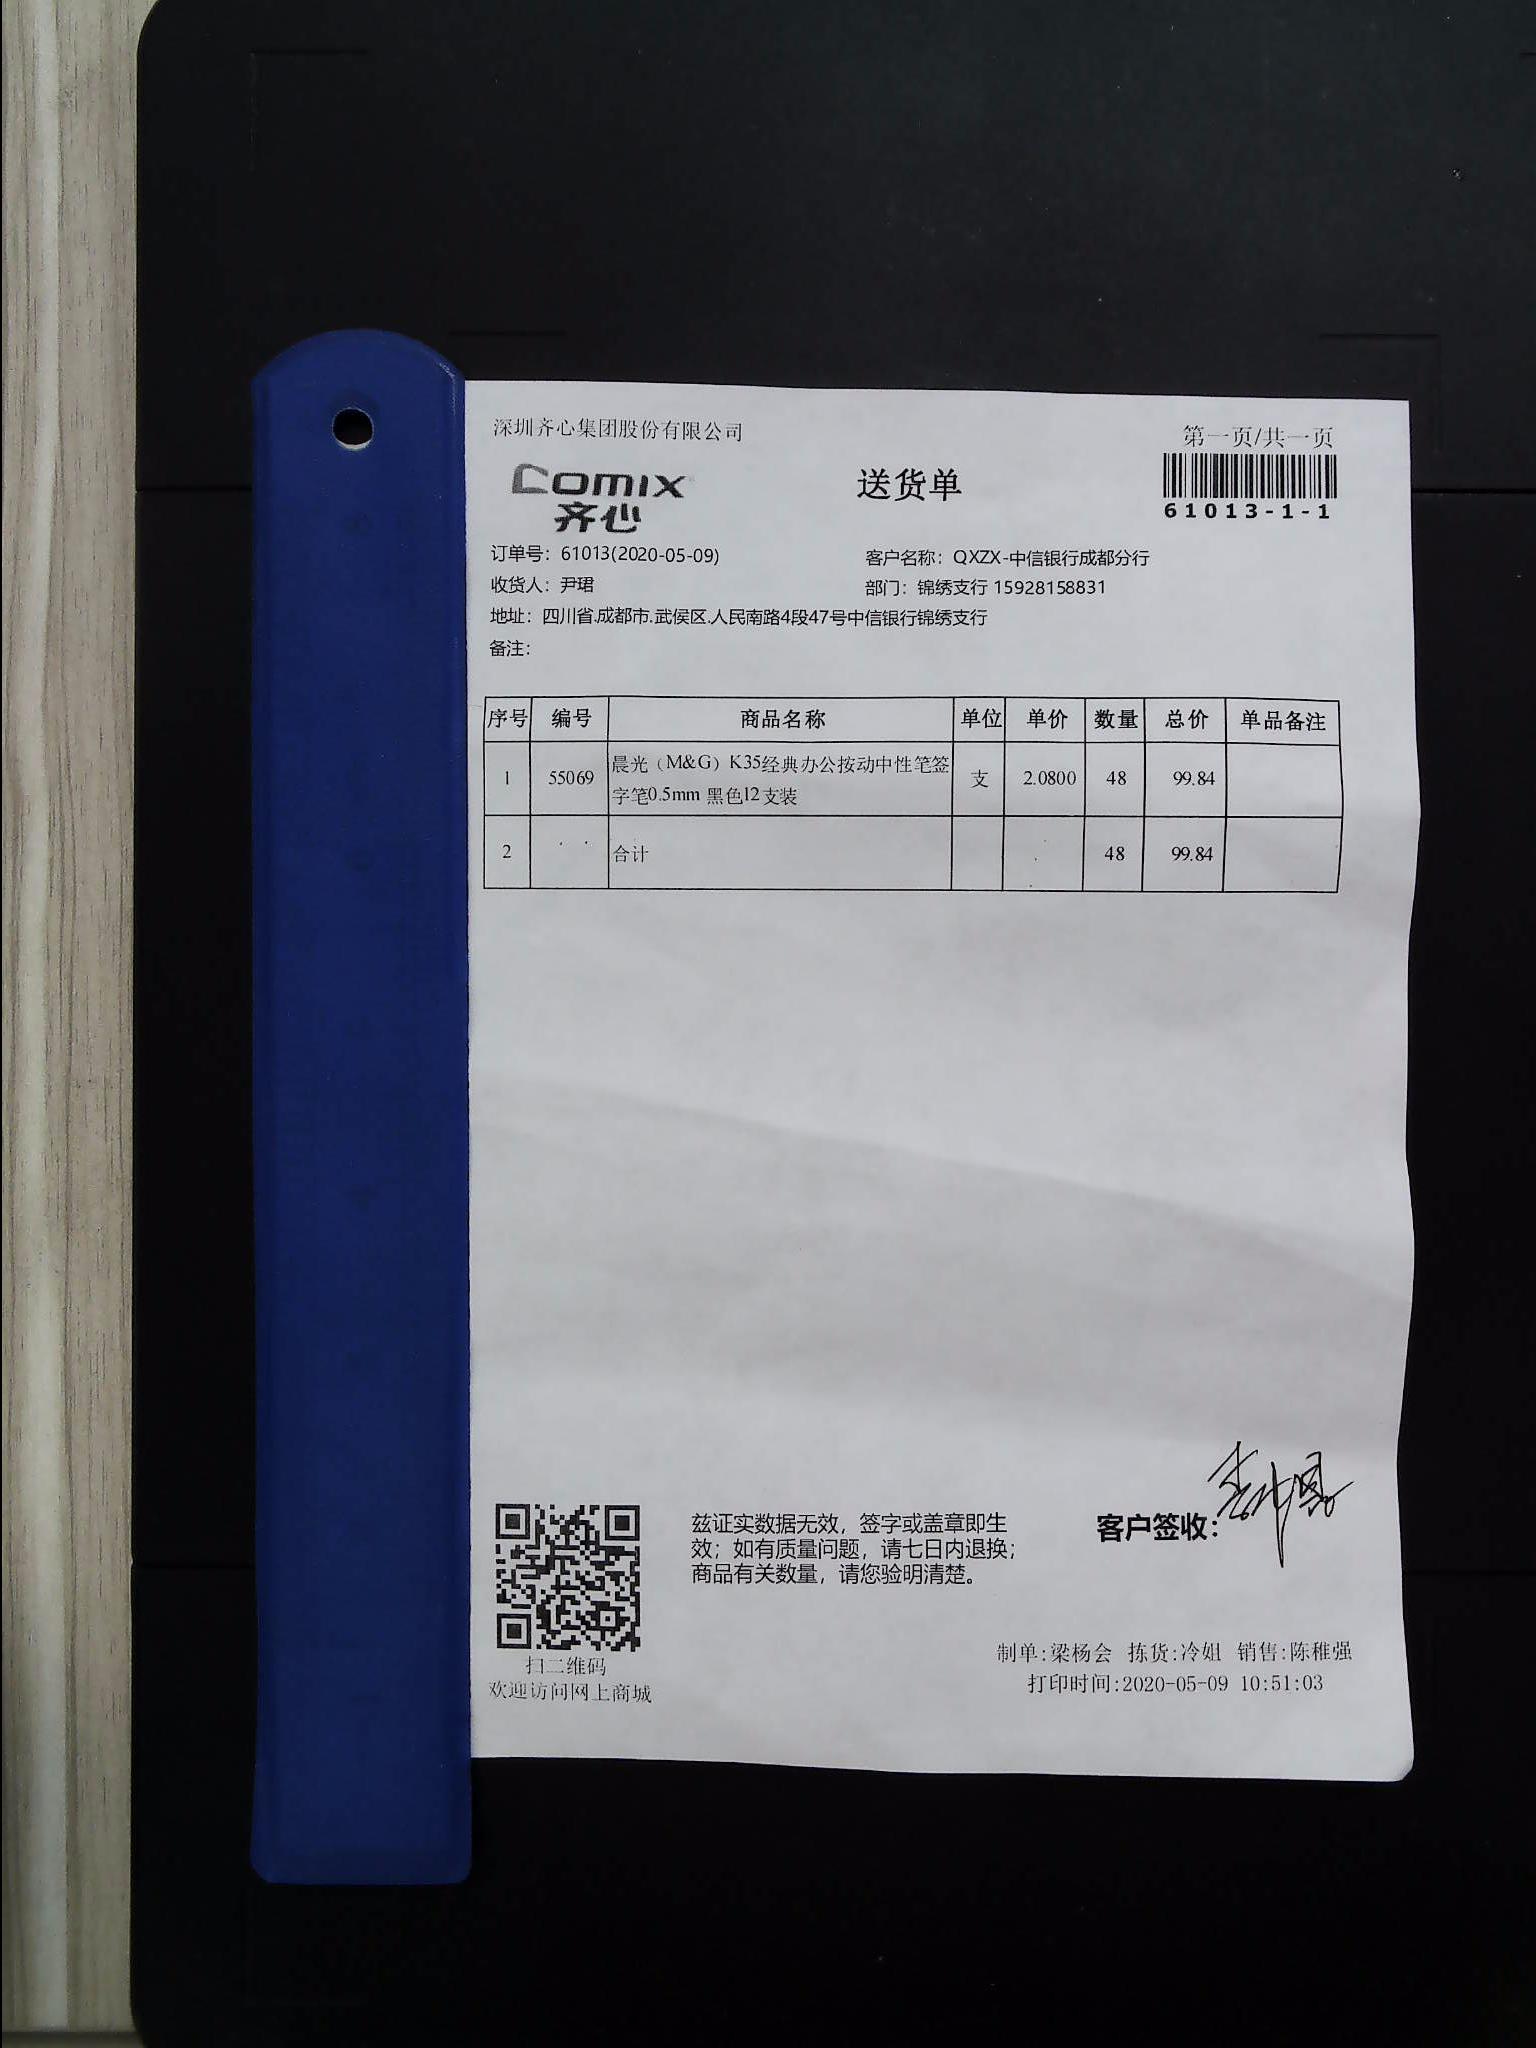 深圳齐心集团股份有限公司
第一页/共一页
comix
齐心
送货单
61013-1-1
订单号：61013(2020-05-09)
客户名称：QXZX-中信银行成都分行
收货人：尹珺
部门：锦绣支行 15928158831
地址：四川省.成都市.武侯区.人民南路4段47号中信银行锦绣支行
备注：
序号 编号 商品名称 单位 单价 数量 总价 单品备注
1 55069 晨光（M&G）K35经典办公按动中性笔签 支 2.0800 48 99.84
字笔0.5mm 黑色12支装
2 合计 48 99.84
兹证实数据无效，签字或盖章即生
效；如有质量问题，请七日内退换；
商品有关数量，请您验明清楚。
客户签收：
扫二维码
欢迎访问网上商城
制单:梁杨会 拣货:冷姐 销售:陈稚强
打印时间:2020-05-09 10:51:03